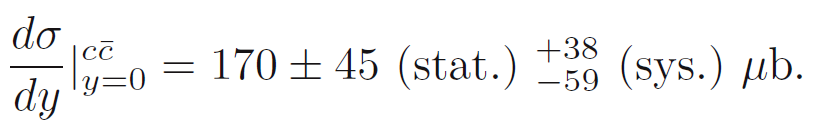 dσ/dy|^{cc̄}_{y=0} = 170 ± 45 (stat.) ^{+38}_{−59} (sys.) μb.